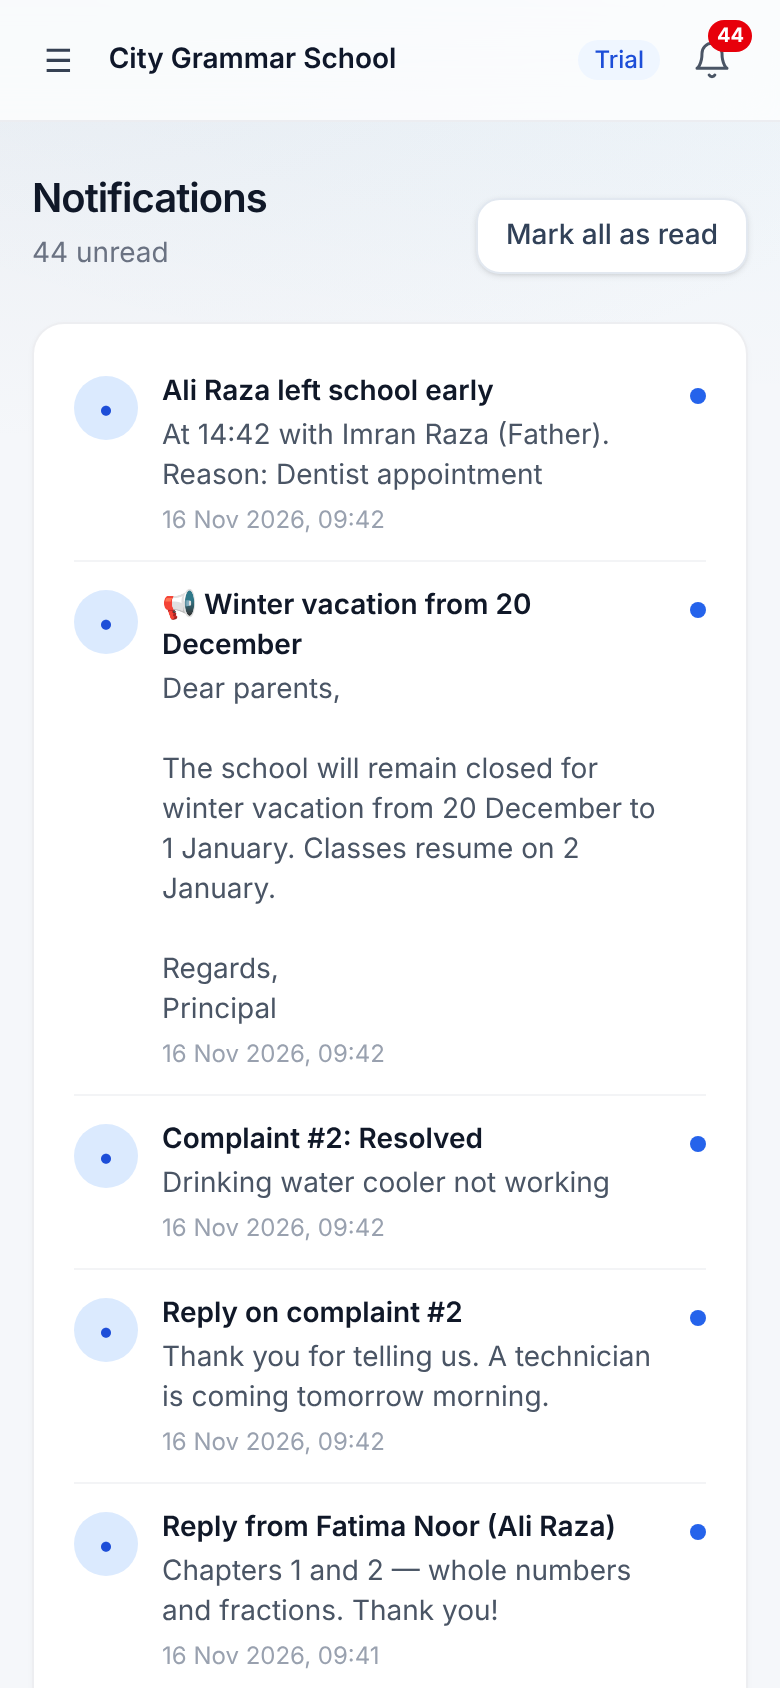 ☰ City Grammar School Trial 44
Notifications
44 unread
Mark all as read
Ali Raza left school early
At 14:42 with Imran Raza (Father).
Reason: Dentist appointment
16 Nov 2026, 09:42
📢 Winter vacation from 20
December
Dear parents,
The school will remain closed for
winter vacation from 20 December to
1 January. Classes resume on 2
January.
Regards,
Principal
16 Nov 2026, 09:42
Complaint #2: Resolved
Drinking water cooler not working
16 Nov 2026, 09:42
Reply on complaint #2
Thank you for telling us. A technician
is coming tomorrow morning.
16 Nov 2026, 09:42
Reply from Fatima Noor (Ali Raza)
Chapters 1 and 2 — whole numbers
and fractions. Thank you!
16 Nov 2026, 09:41